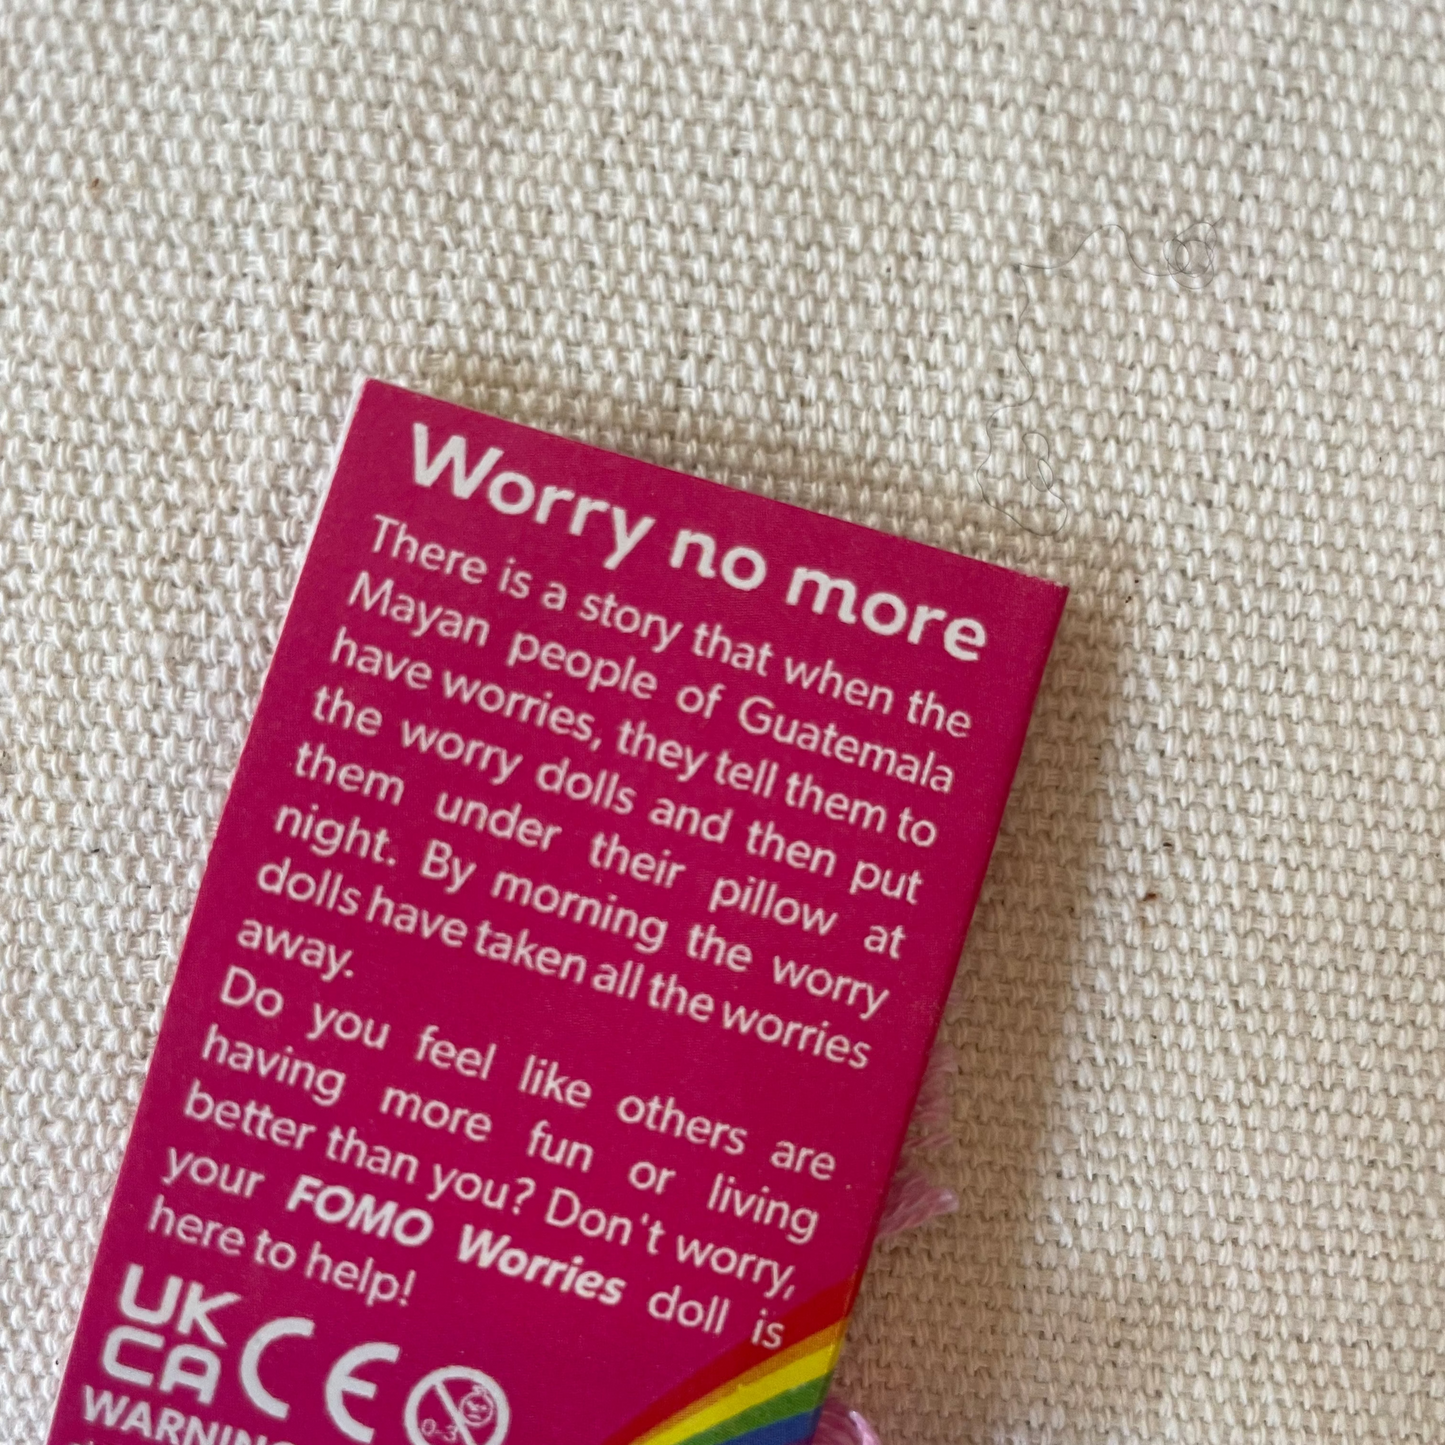 Worry no more
There is a story that when the
Mayan people of Guatemala
have worries, they tell them to
the worry dolls and then put
them under their pillow at
night. By morning the worry
dolls have taken all the worries
away.
Do you feel like others are
having more fun or living
better than you? Don't worry,
your FOMO Worries doll is
here to help!
UK
CA CE 0-3
WARNING